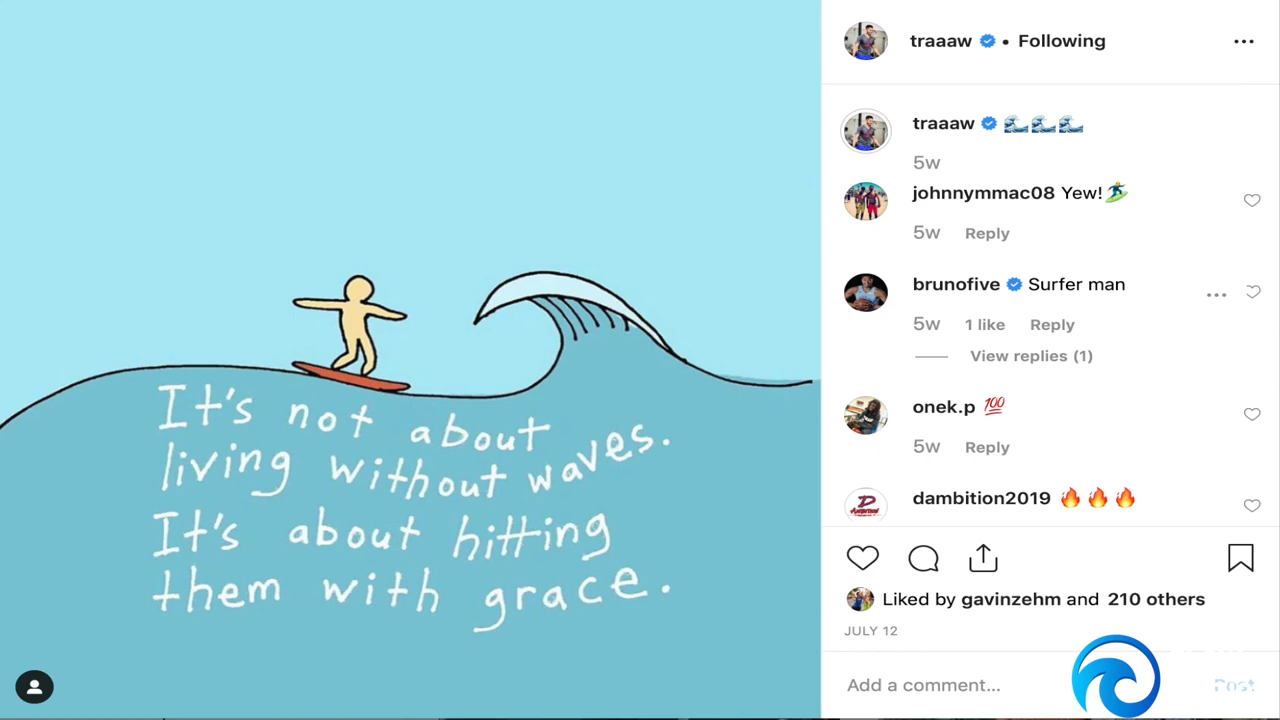 It's not about
living without waves.
It's about hitting
them with grace.
traaaw • Following
traaaw 🌊🌊🌊
5w
johnnymmac08 Yew!🏄
5w Reply
brunofive Surfer man
5w 1 like Reply
View replies (1)
onek.p 💯
5w Reply
dambition2019 🔥🔥🔥
Liked by gavinzehm and 210 others
JULY 12
Add a comment...
Post